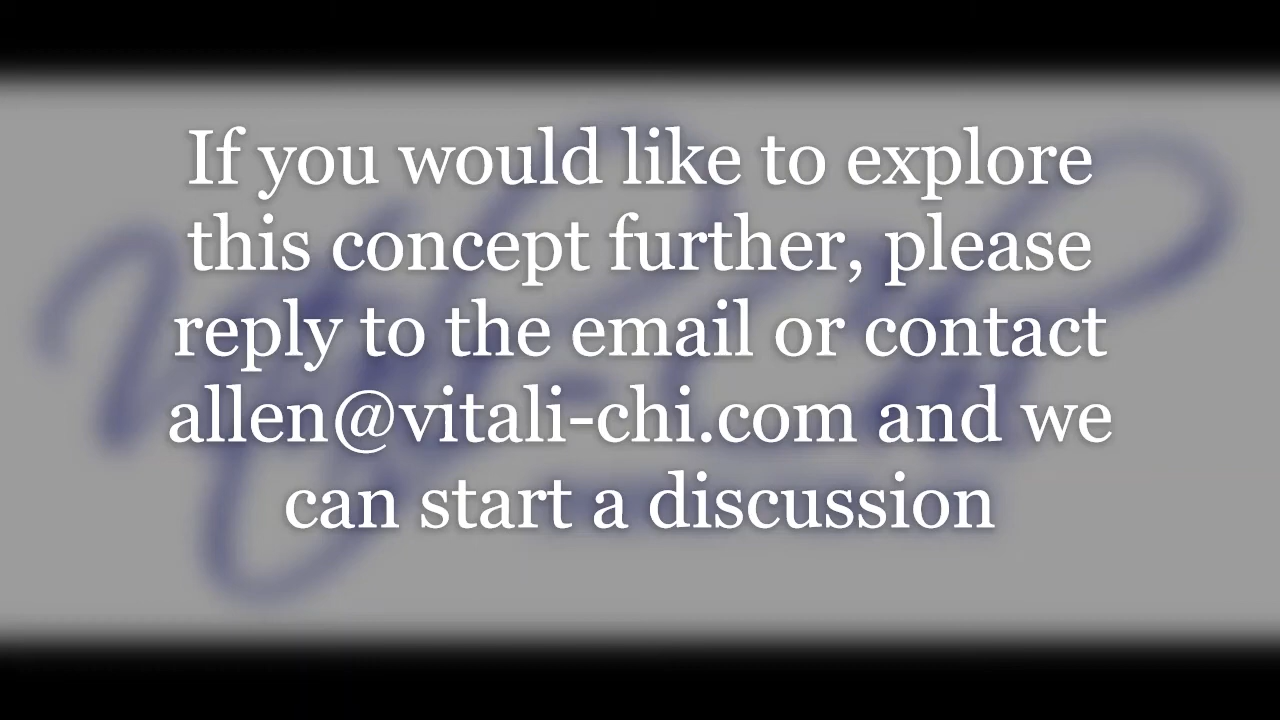 If you would like to explore
this concept further, please
reply to the email or contact
allen@vitali-chi.com and we
can start a discussion